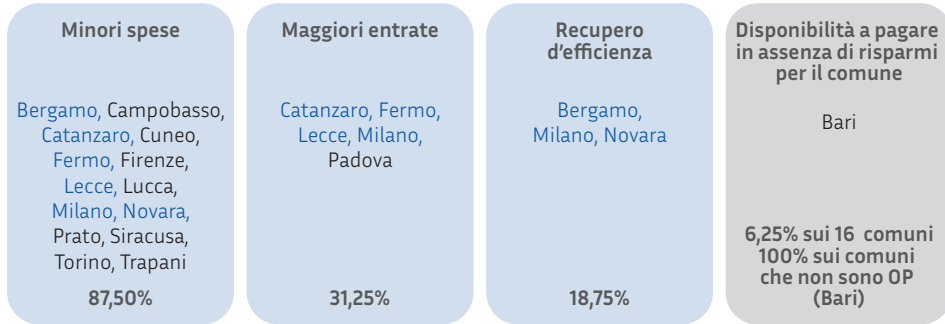 Minori spese
Bergamo, Campobasso,
Catanzaro, Cuneo,
Fermo, Firenze,
Lecce, Lucca,
Milano, Novara,
Prato, Siracusa,
Torino, Trapani
87,50%
Maggiori entrate
Catanzaro, Fermo,
Lecce, Milano,
Padova
31,25%
Recupero
d'efficienza
Bergamo,
Milano, Novara
18,75%
Disponibilità a pagare
in assenza di risparmi
per il comune
Bari
6,25% sui 16 comuni
100% sui comuni
che non sono OP
(Bari)